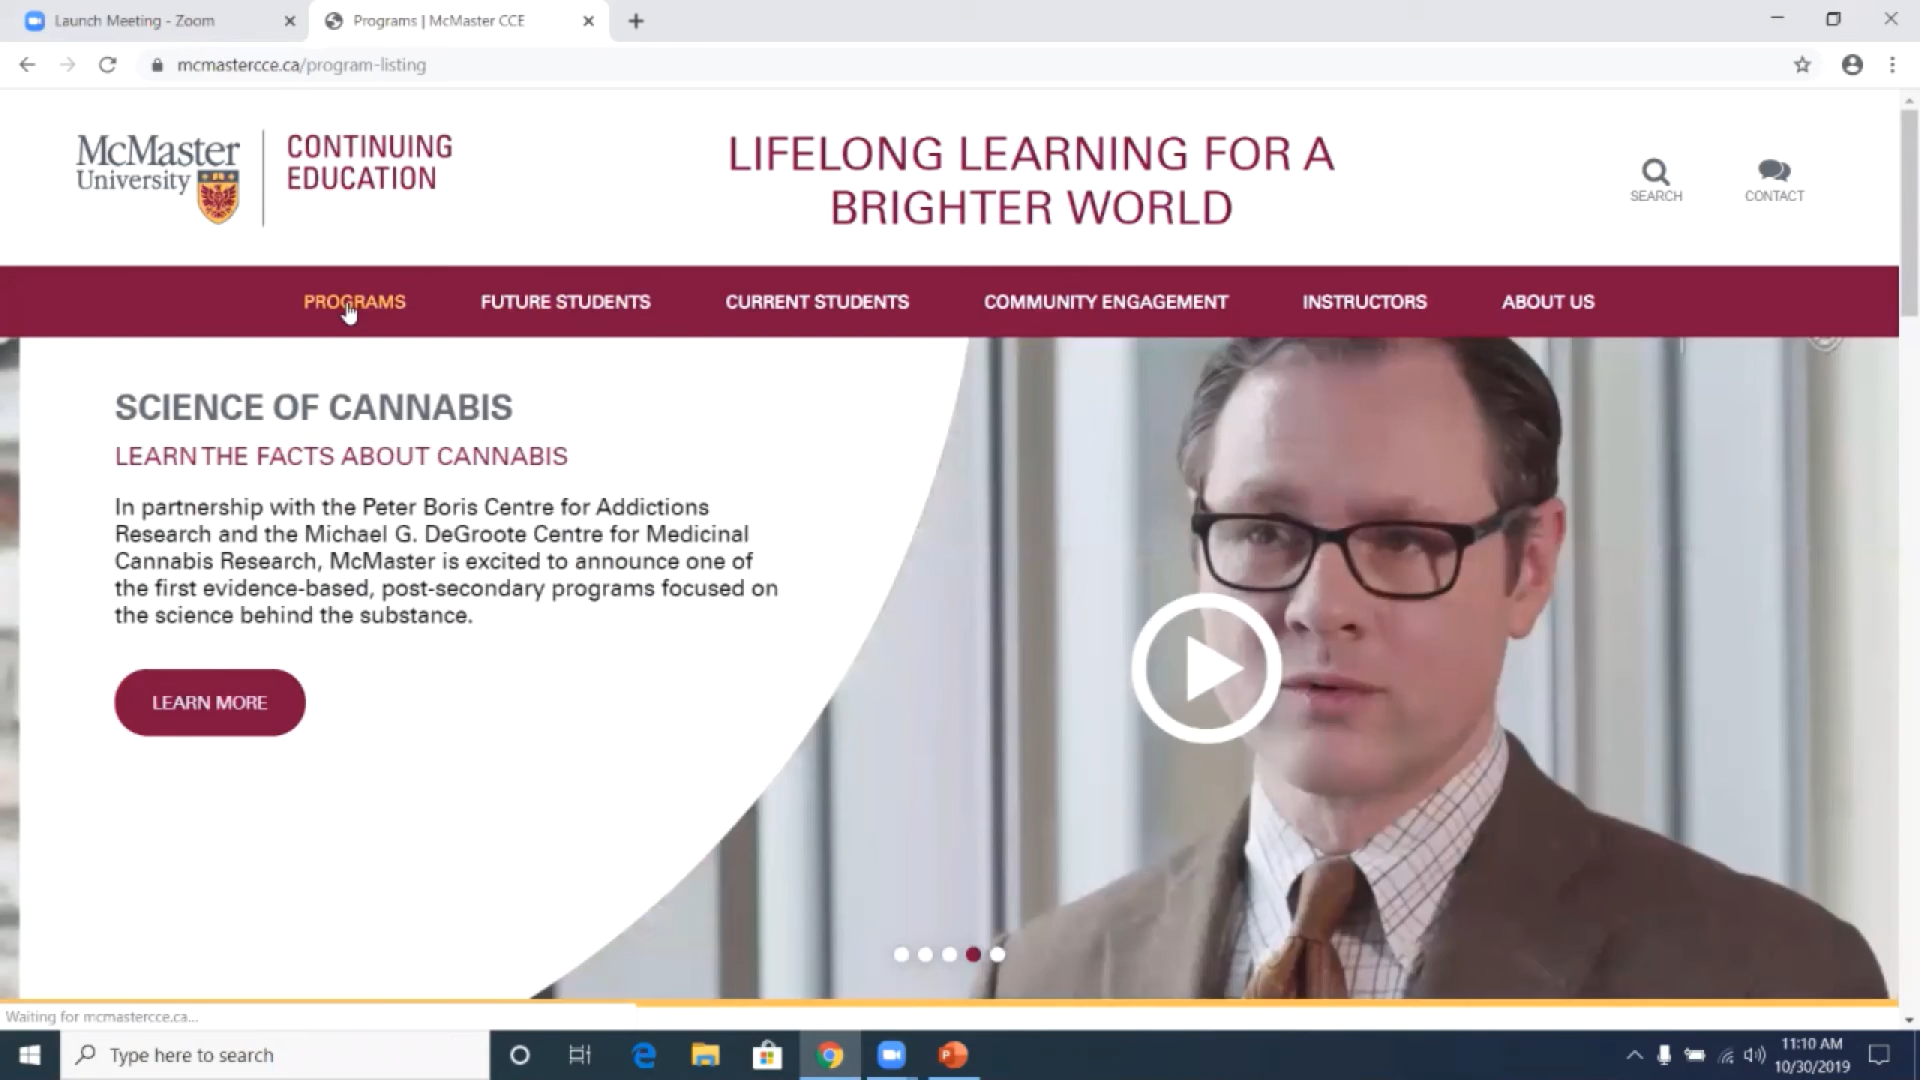 Launch Meeting - Zoom
Programs | McMaster CCE
mcmastercce.ca/program-listing
McMaster
University
CONTINUING
EDUCATION
LIFELONG LEARNING FOR A
BRIGHTER WORLD
SEARCH
CONTACT
PROGRAMS FUTURE STUDENTS CURRENT STUDENTS COMMUNITY ENGAGEMENT INSTRUCTORS ABOUT US
SCIENCE OF CANNABIS
LEARN THE FACTS ABOUT CANNABIS
In partnership with the Peter Boris Centre for Addictions
Research and the Michael G. DeGroote Centre for Medicinal
Cannabis Research, McMaster is excited to announce one of
the first evidence-based, post-secondary programs focused on
the science behind the substance.
LEARN MORE
Waiting for mcmastercce.ca...
Type here to search
11:10 AM
10/30/2019